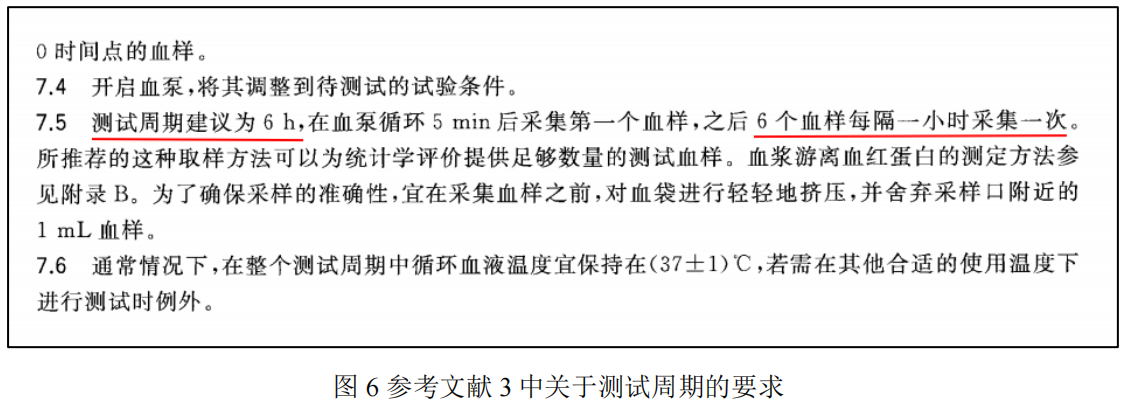 0 时间点的血样。
7.4 开启血泵,将其调整到待测试的试验条件。
7.5 测试周期建议为 6 h,在血泵循环 5 min 后采集第一个血样,之后 6 个血样每隔一小时采集一次。
所推荐的这种取样方法可以为统计学评价提供足够数量的测试血样。血浆游离血红蛋白的测定方法参
见附录 B。为了确保采样的准确性,宜在采集血样之前,对血袋进行轻轻地挤压,并舍弃采样口附近的
1 mL 血样。
7.6 通常情况下,在整个测试周期中循环血液温度宜保持在(37±1)℃,若需在其他合适的使用温度下
进行测试时例外。
图 6 参考文献 3 中关于测试周期的要求